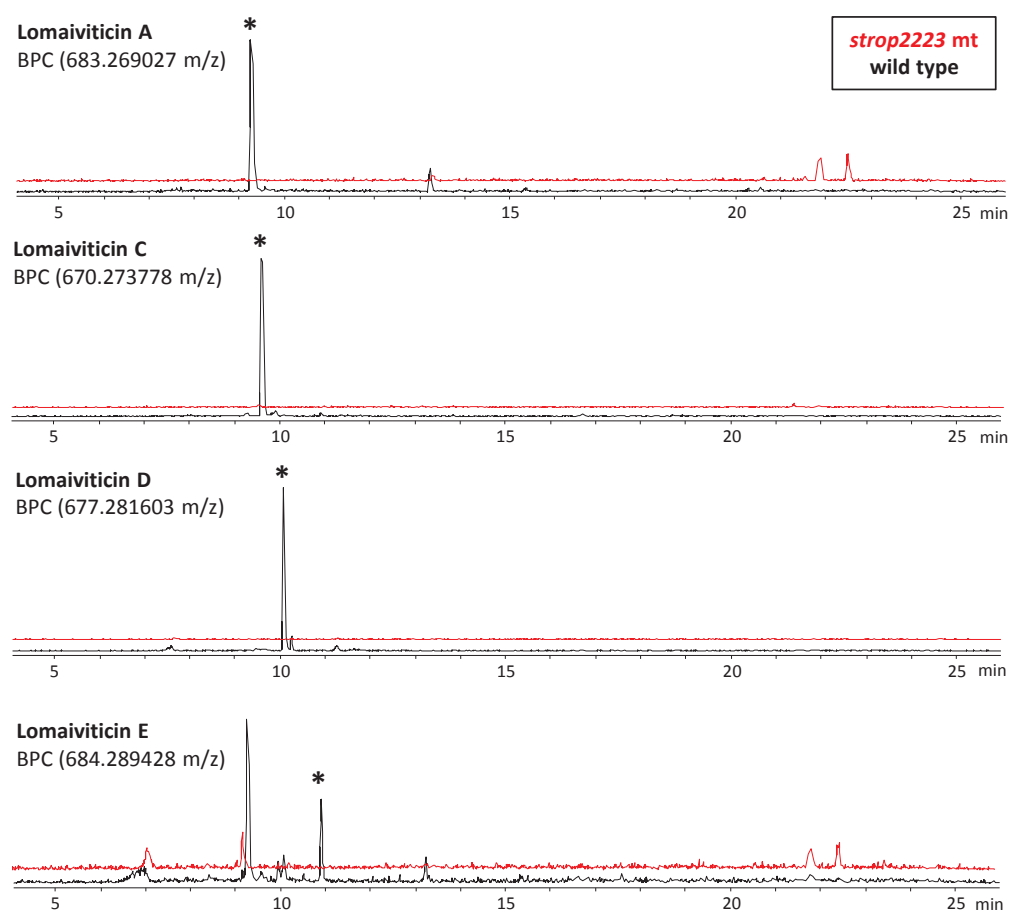 Lomaiviticin A
BPC (683.269027 m/z)
*
strop2223 mt
wild type
5 10 15 20 25 min
Lomaiviticin C
BPC (670.273778 m/z)
*
5 10 15 20 25 min
Lomaiviticin D
BPC (677.281603 m/z)
*
5 10 15 20 25 min
Lomaiviticin E
BPC (684.289428 m/z)
*
5 10 15 20 25 min